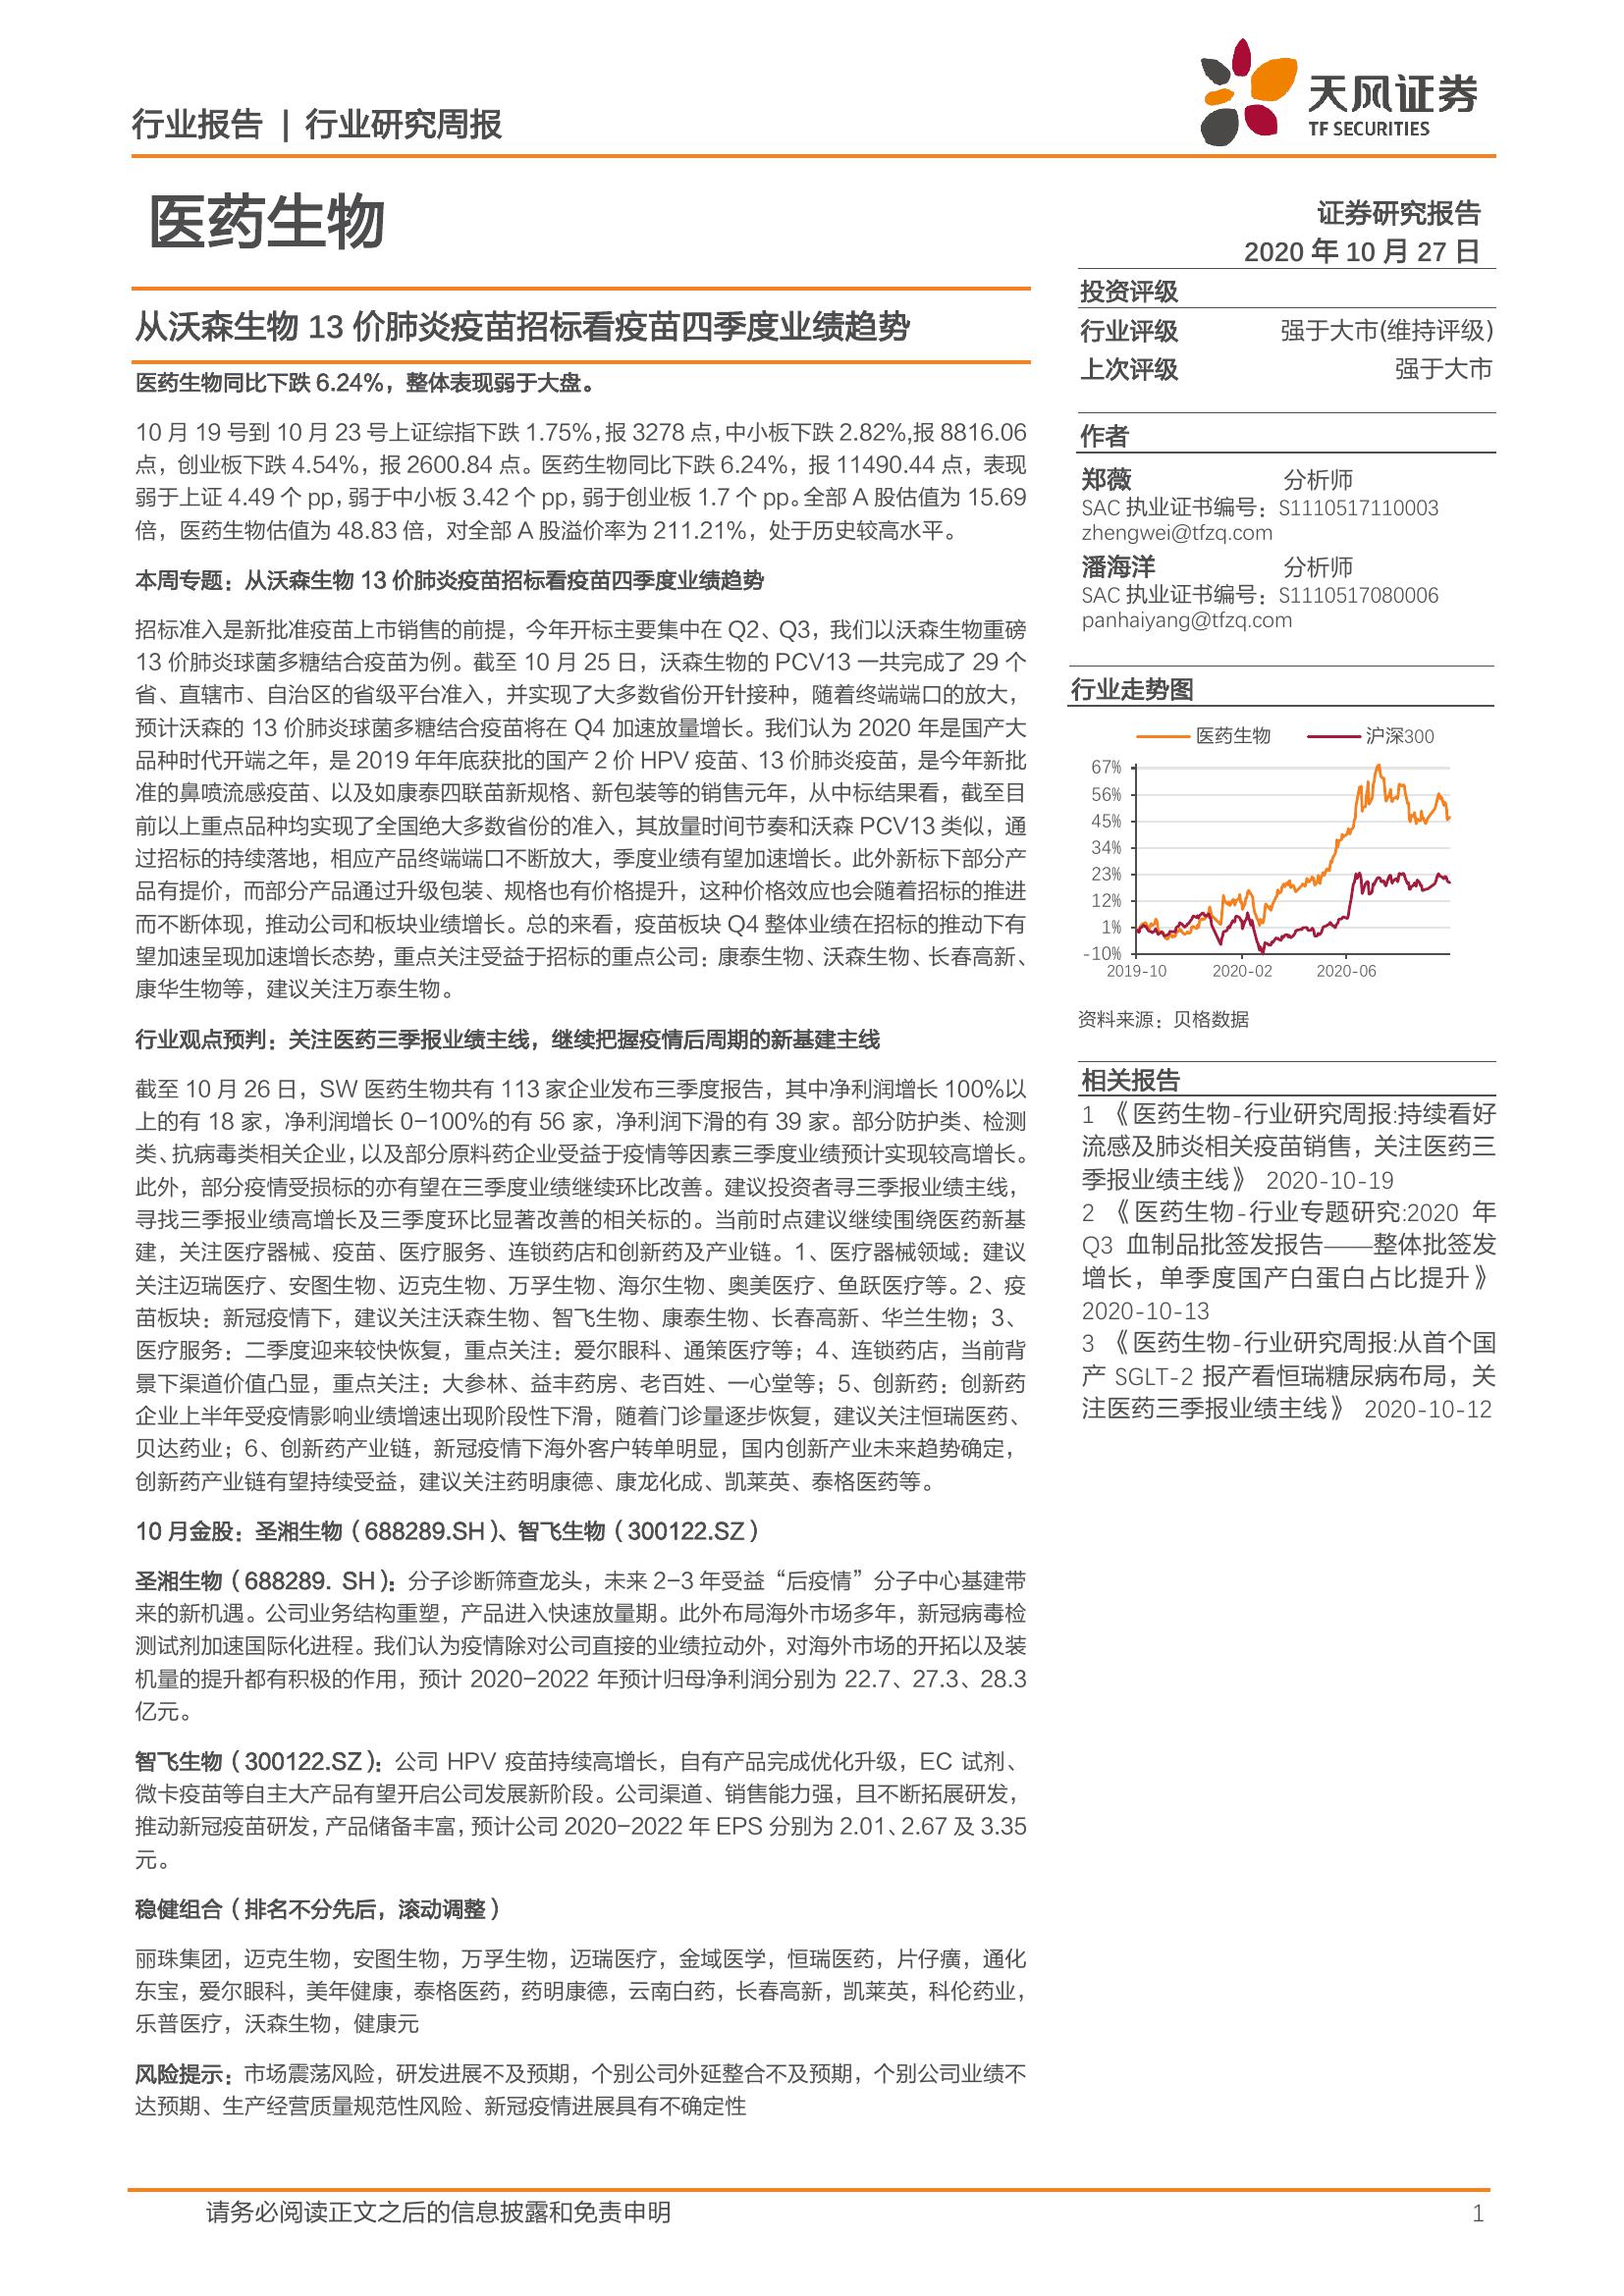 行业报告 | 行业研究周报
天风证券
TF SECURITIES
医药生物
证券研究报告
2020 年 10 月 27 日
从沃森生物 13 价肺炎疫苗招标看疫苗四季度业绩趋势
医药生物同比下跌 6.24%，整体表现弱于大盘。
10 月 19 号到 10 月 23 号上证综指下跌 1.75%，报 3278 点，中小板下跌 2.82%,报 8816.06
点，创业板下跌 4.54%，报 2600.84 点。医药生物同比下跌 6.24%，报 11490.44 点，表现
弱于上证 4.49 个 pp，弱于中小板 3.42 个 pp，弱于创业板 1.7 个 pp。全部 A 股估值为 15.69
倍，医药生物估值为 48.83 倍，对全部 A 股溢价率为 211.21%，处于历史较高水平。
本周专题：从沃森生物 13 价肺炎疫苗招标看疫苗四季度业绩趋势
招标准入是新批准疫苗上市销售的前提，今年开标主要集中在 Q2、Q3，我们以沃森生物重磅
13 价肺炎球菌多糖结合疫苗为例。截至 10 月 25 日，沃森生物的 PCV13 一共完成了 29 个
省、直辖市、自治区的省级平台准入，并实现了大多数省份开针接种，随着终端端口的放大，
预计沃森的 13 价肺炎球菌多糖结合疫苗将在 Q4 加速放量增长。我们认为 2020 年是国产大
品种时代开端之年，是 2019 年年底获批的国产 2 价 HPV 疫苗、13 价肺炎疫苗，是今年新批
准的鼻喷流感疫苗、以及如康泰四联苗新规格、新包装等的销售元年，从中标结果看，截至目
前以上重点品种均实现了全国绝大多数省份的准入，其放量时间节奏和沃森 PCV13 类似，通
过招标的持续落地，相应产品终端端口不断放大，季度业绩有望加速增长。此外新标下部分产
品有提价，而部分产品通过升级包装、规格也有价格提升，这种价格效应也会随着招标的推进
而不断体现，推动公司和板块业绩增长。总的来看，疫苗板块 Q4 整体业绩在招标的推动下有
望加速呈现加速增长态势，重点关注受益于招标的重点公司：康泰生物、沃森生物、长春高新、
康华生物等，建议关注万泰生物。
行业观点预判：关注医药三季报业绩主线，继续把握疫情后周期的新基建主线
截至 10 月 26 日，SW 医药生物共有 113 家企业发布三季度报告，其中净利润增长 100%以
上的有 18 家，净利润增长 0-100%的有 56 家，净利润下滑的有 39 家。部分防护类、检测
类、抗病毒类相关企业，以及部分原料药企业受益于疫情等因素三季度业绩预计实现较高增长。
此外，部分疫情受损标的亦有望在三季度业绩继续环比改善。建议投资者寻三季报业绩主线，
寻找三季报业绩高增长及三季度环比显著改善的相关标的。当前时点建议继续围绕医药新基
建，关注医疗器械、疫苗、医疗服务、连锁药店和创新药及产业链。1、医疗器械领域：建议
关注迈瑞医疗、安图生物、迈克生物、万孚生物、海尔生物、奥美医疗、鱼跃医疗等。2、疫
苗板块：新冠疫情下，建议关注沃森生物、智飞生物、康泰生物、长春高新、华兰生物；3、
医疗服务：二季度迎来较快恢复，重点关注：爱尔眼科、通策医疗等；4、连锁药店，当前背
景下渠道价值凸显，重点关注：大参林、益丰药房、老百姓、一心堂等；5、创新药：创新药
企业上半年受疫情影响业绩增速出现阶段性下滑，随着门诊量逐步恢复，建议关注恒瑞医药、
贝达药业；6、创新药产业链，新冠疫情下海外客户转单明显，国内创新产业未来趋势确定，
创新药产业链有望持续受益，建议关注药明康德、康龙化成、凯莱英、泰格医药等。
10 月金股：圣湘生物（688289.SH）、智飞生物（300122.SZ）
圣湘生物（688289. SH）：分子诊断筛查龙头，未来 2-3 年受益“后疫情”分子中心基建带
来的新机遇。公司业务结构重塑，产品进入快速放量期。此外布局海外市场多年，新冠病毒检
测试剂加速国际化进程。我们认为疫情除对公司直接的业绩拉动外，对海外市场的开拓以及装
机量的提升都有积极的作用，预计 2020-2022 年预计归母净利润分别为 22.7、27.3、28.3
亿元。
智飞生物（300122.SZ）：公司 HPV 疫苗持续高增长，自有产品完成优化升级，EC 试剂、
微卡疫苗等自主大产品有望开启公司发展新阶段。公司渠道、销售能力强，且不断拓展研发，
推动新冠疫苗研发，产品储备丰富，预计公司 2020-2022 年 EPS 分别为 2.01、2.67 及 3.35
元。
稳健组合（排名不分先后，滚动调整）
丽珠集团，迈克生物，安图生物，万孚生物，迈瑞医疗，金域医学，恒瑞医药，片仔癀，通化
东宝，爱尔眼科，美年健康，泰格医药，药明康德，云南白药，长春高新，凯莱英，科伦药业，
乐普医疗，沃森生物，健康元
风险提示：市场震荡风险，研发进展不及预期，个别公司外延整合不及预期，个别公司业绩不
达预期、生产经营质量规范性风险、新冠疫情进展具有不确定性
投资评级
行业评级 强于大市(维持评级)
上次评级 强于大市
作者
郑薇 分析师
SAC 执业证书编号：S1110517110003
zhengwei@tfzq.com
潘海洋 分析师
SAC 执业证书编号：S1110517080006
panhaiyang@tfzq.com
行业走势图
医药生物 沪深300
67%
56%
45%
34%
23%
12%
1%
-10%
2019-10 2020-02 2020-06
资料来源：贝格数据
相关报告
1 《医药生物-行业研究周报:持续看好
流感及肺炎相关疫苗销售，关注医药三
季报业绩主线》 2020-10-19
2 《医药生物-行业专题研究:2020 年
Q3 血制品批签发报告——整体批签发
增长，单季度国产白蛋白占比提升》
2020-10-13
3 《医药生物-行业研究周报:从首个国
产 SGLT-2 报产看恒瑞糖尿病布局，关
注医药三季报业绩主线》 2020-10-12
请务必阅读正文之后的信息披露和免责申明
1